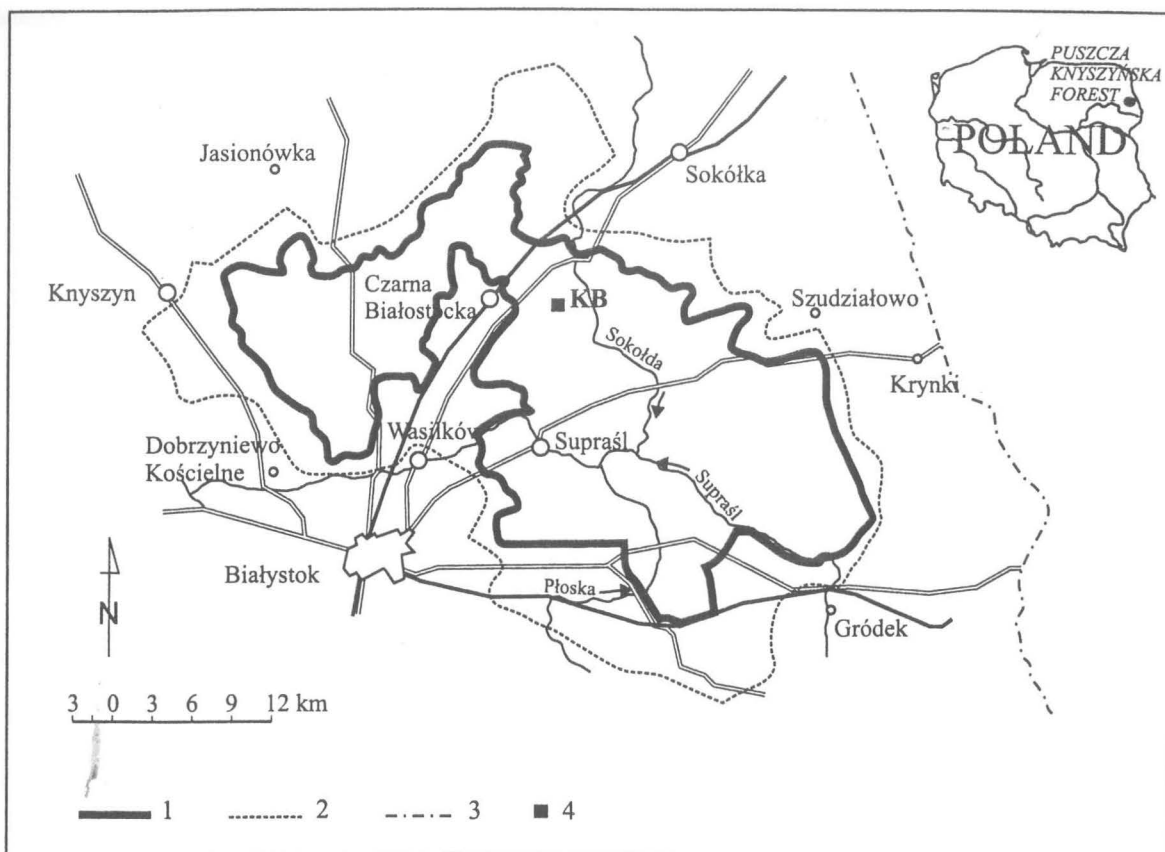 PUSZCZA
KNYSZYŃSKA
FOREST
POLAND
Jasionówka
Sokółka
Knyszyn
Czarna
Białostocka
KB
Szudziałowo
Sokołda
Krynki
Wasilków
Supraśl
Dobrzyniewo
Kościelne
Supraśl
Białystok
Płoska
Gródek
N
3 0 3 6 9 12 km
1 2 3 4